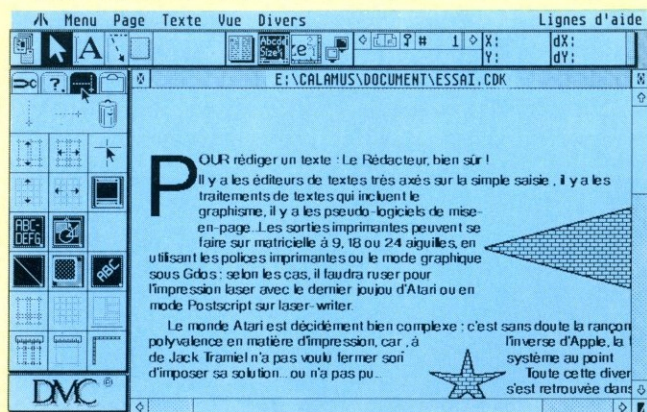 Menu Page Texte Vue Divers Lignes d'aide
A # 1 X: dX:
Y: dY:
E:\CALAMUS\DOCUMENT\ESSAI.CDK
POUR rédiger un texte : Le Rédacteur, bien sûr !
Il y a les éditeurs de textes très axés sur la simple saisie , il y a les
traitements de textes qui incluent le
graphisme, il y a les pseudo-logiciels de mise-
en-page...Les sorties imprimantes peuvent se
faire sur matricielle à 9, 18 ou 24 aiguilles, en
utilisant les polices imprimantes ou le mode graphique
sous Gdos : selon les cas, il faudra ruser pour
l'impression laser avec le dernier joujou d'Atari ou en
mode Postscript sur laser-writer.
Le monde Atari est décidément bien complexe ; c'est sans doute la rançon
polyvalence en matière d'impression, car , à l'inverse d'Apple, la
de Jack Tramiel n'a pas voulu fermer son système au point
d'imposer sa solution...ou n'a pas pu... Toute cette diver
s'est retrouvée dans
ABC-
DEFG
ABC
DMC ®